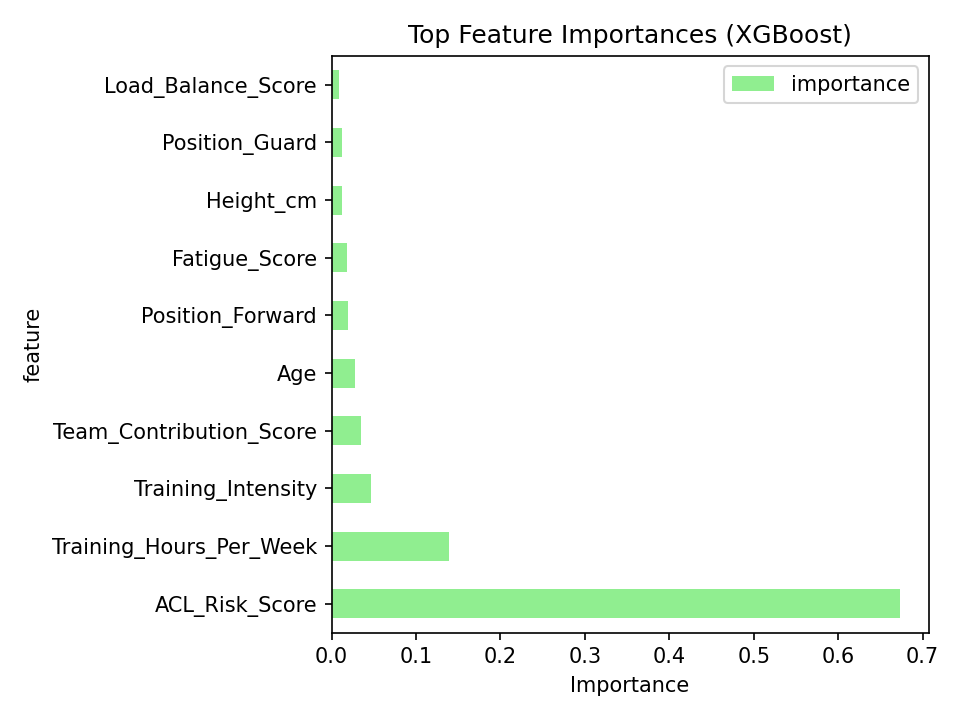 Top Feature Importances (XGBoost)
importance
Load_Balance_Score
Position_Guard
Height_cm
Fatigue_Score
Position_Forward
Age
Team_Contribution_Score
Training_Intensity
Training_Hours_Per_Week
ACL_Risk_Score
feature
0.0 0.1 0.2 0.3 0.4 0.5 0.6 0.7
Importance